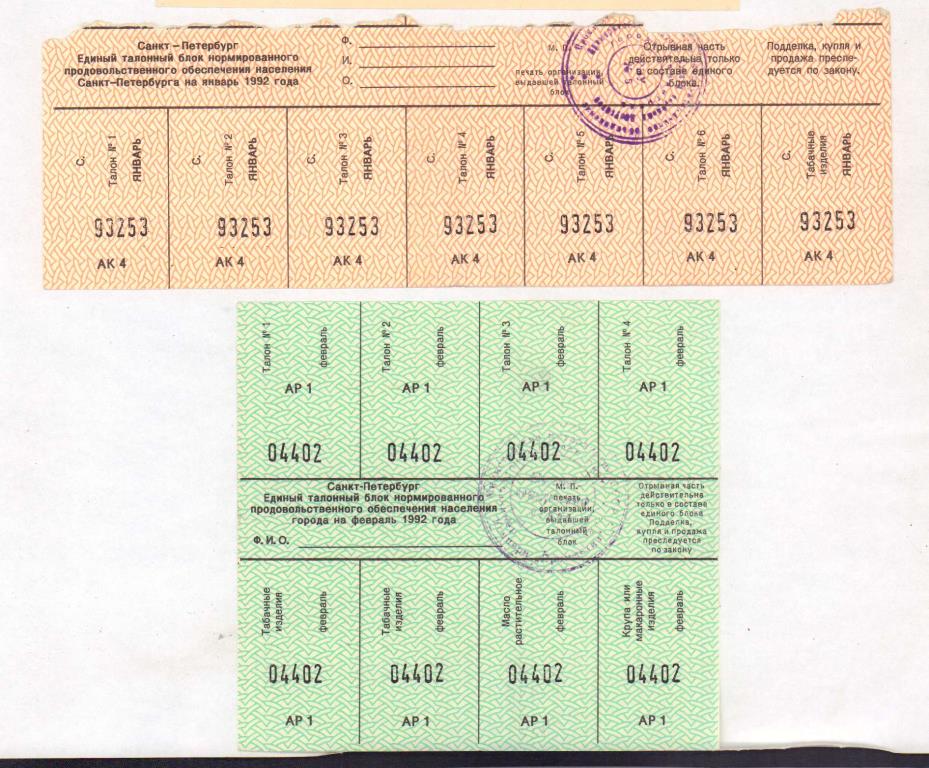 Санкт–Петербург
Единый талонный блок нормированного
продовольственного обеспечения населения
Санкт–Петербурга на январь 1992 года
Ф.
И.
О.
М. П.
печать организации,
выдавшей талонный
блок
Отрывная часть
действительна только
в составе единого
блока.
Подделка, купля и
продажа пресле-
дуется по закону.
С.
Талон № 1
ЯНВАРЬ
93253
АК 4
С.
Талон № 2
ЯНВАРЬ
93253
АК 4
С.
Талон № 3
ЯНВАРЬ
93253
АК 4
С.
Талон № 4
ЯНВАРЬ
93253
АК 4
С.
Талон № 5
ЯНВАРЬ
93253
АК 4
С.
Талон № 6
ЯНВАРЬ
93253
АК 4
С.
Табачные
изделия
ЯНВАРЬ
93253
АК 4
Талон № 1
февраль
АР 1
04402
Талон № 2
февраль
АР 1
04402
Талон № 3
февраль
АР 1
04402
Талон № 4
февраль
АР 1
04402
Санкт-Петербург
Единый талонный блок нормированного
продовольственного обеспечения населения
города на февраль 1992 года
Ф.И.О.
М. П.
печать
организации,
выдавшей
талонный
блок
Отрывная часть
действительна
только в составе
единого блока
Подделка,
купля и продажа
преследуется
по закону
Табачные
изделия
февраль
04402
АР 1
Табачные
изделия
февраль
04402
АР 1
Масло
растительное
февраль
04402
АР 1
Крупа или
макаронные
изделия
февраль
04402
АР 1